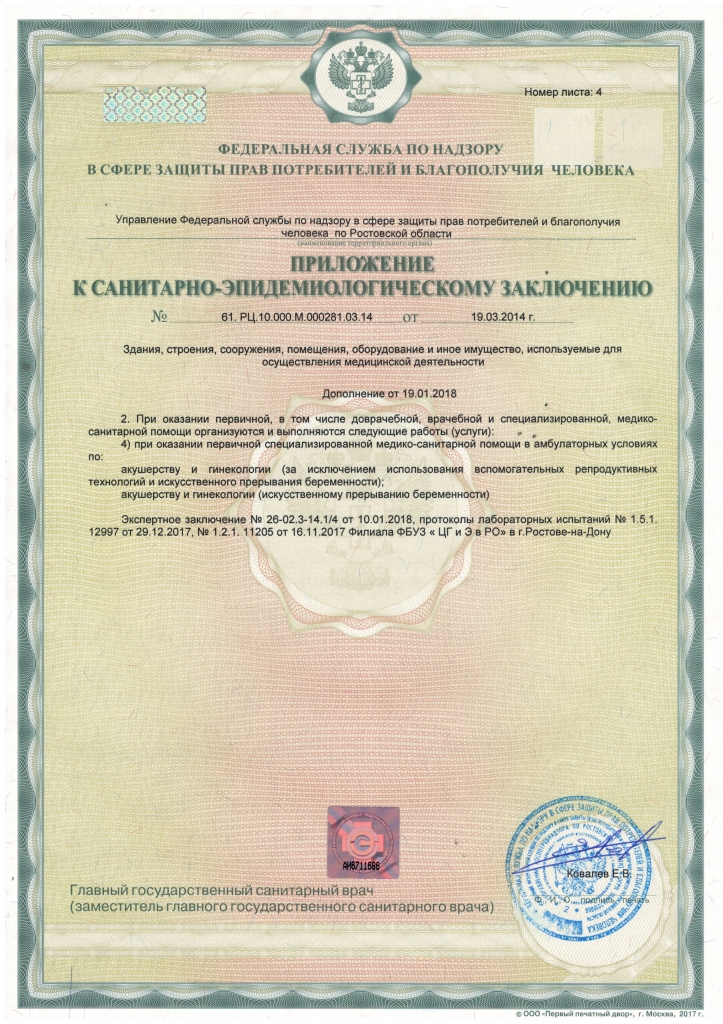 Номер листа: 4
ФЕДЕРАЛЬНАЯ СЛУЖБА ПО НАДЗОРУ
В СФЕРЕ ЗАЩИТЫ ПРАВ ПОТРЕБИТЕЛЕЙ И БЛАГОПОЛУЧИЯ ЧЕЛОВЕКА
Управление Федеральной службы по надзору в сфере защиты прав потребителей и благополучия
человека по Ростовской области
(наименование территориального органа)
ПРИЛОЖЕНИЕ
К САНИТАРНО-ЭПИДЕМИОЛОГИЧЕСКОМУ ЗАКЛЮЧЕНИЮ
№ 61. РЦ.10.000.М.000281.03.14 ОТ 19.03.2014 г.
Здания, строения, сооружения, помещения, оборудование и иное имущество, используемые для
осуществления медицинской деятельности
Дополнение от 19.01.2018
2. При оказании первичной, в том числе доврачебной, врачебной и специализированной, медико-
санитарной помощи организуются и выполняются следующие работы (услуги):
4) при оказании первичной специализированной медико-санитарной помощи в амбулаторных условиях
по:
акушерству и гинекологии (за исключением использования вспомогательных репродуктивных
технологий и искусственного прерывания беременности);
акушерству и гинекологии (искусственному прерыванию беременности)
Экспертное заключение № 26-02.3-14.1/4 от 10.01.2018, протоколы лабораторных испытаний № 1.5.1.
12997 от 29.12.2017, № 1.2.1. 11205 от 16.11.2017 Филиала ФБУЗ « ЦГ и Э в РО» в г.Ростове-на-Дону
АИ6711686
Главный государственный санитарный врач
(заместитель главного государственного санитарного врача)
Ковалев Е.В.
Ф. И. О., подпись, печать
© ООО «Первый печатный двор», г. Москва, 2017 г.